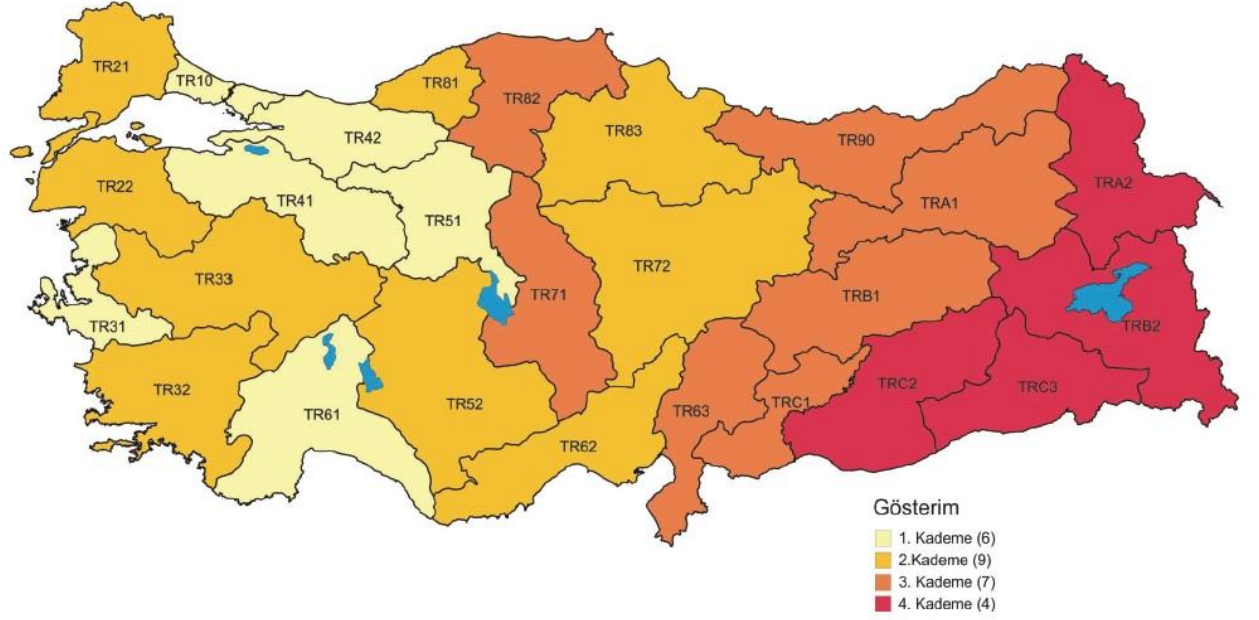 TR21
TR10
TR81
TR82
TR42
TR83
TR90
TR22
TR41
TRA2
TR51
TRA1
TR33
TR72
TR71
TRB1
TR31
TRB2
TR32
TR61
TR52
TR63
TRC1
TRC2
TRC3
TR62
Gösterim
1. Kademe (6)
2.Kademe (9)
3. Kademe (7)
4. Kademe (4)